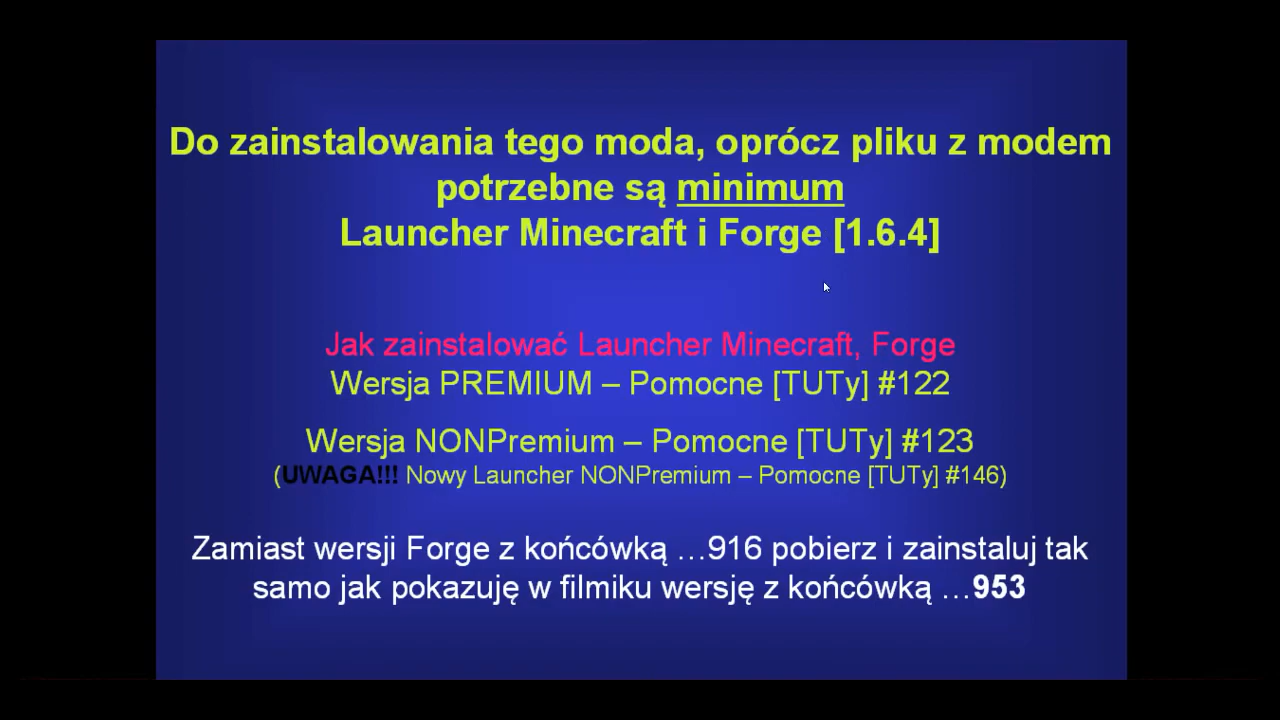 Do zainstalowania tego moda, oprócz pliku z modem
potrzebne są minimum
Launcher Minecraft i Forge [1.6.4]
Jak zainstalować Launcher Minecraft, Forge
Wersja PREMIUM – Pomocne [TUTy] #122
Wersja NONPremium – Pomocne [TUTy] #123
(UWAGA!!! Nowy Launcher NONPremium – Pomocne [TUTy] #146)
Zamiast wersji Forge z końcówką …916 pobierz i zainstaluj tak
samo jak pokazuję w filmiku wersję z końcówką …953